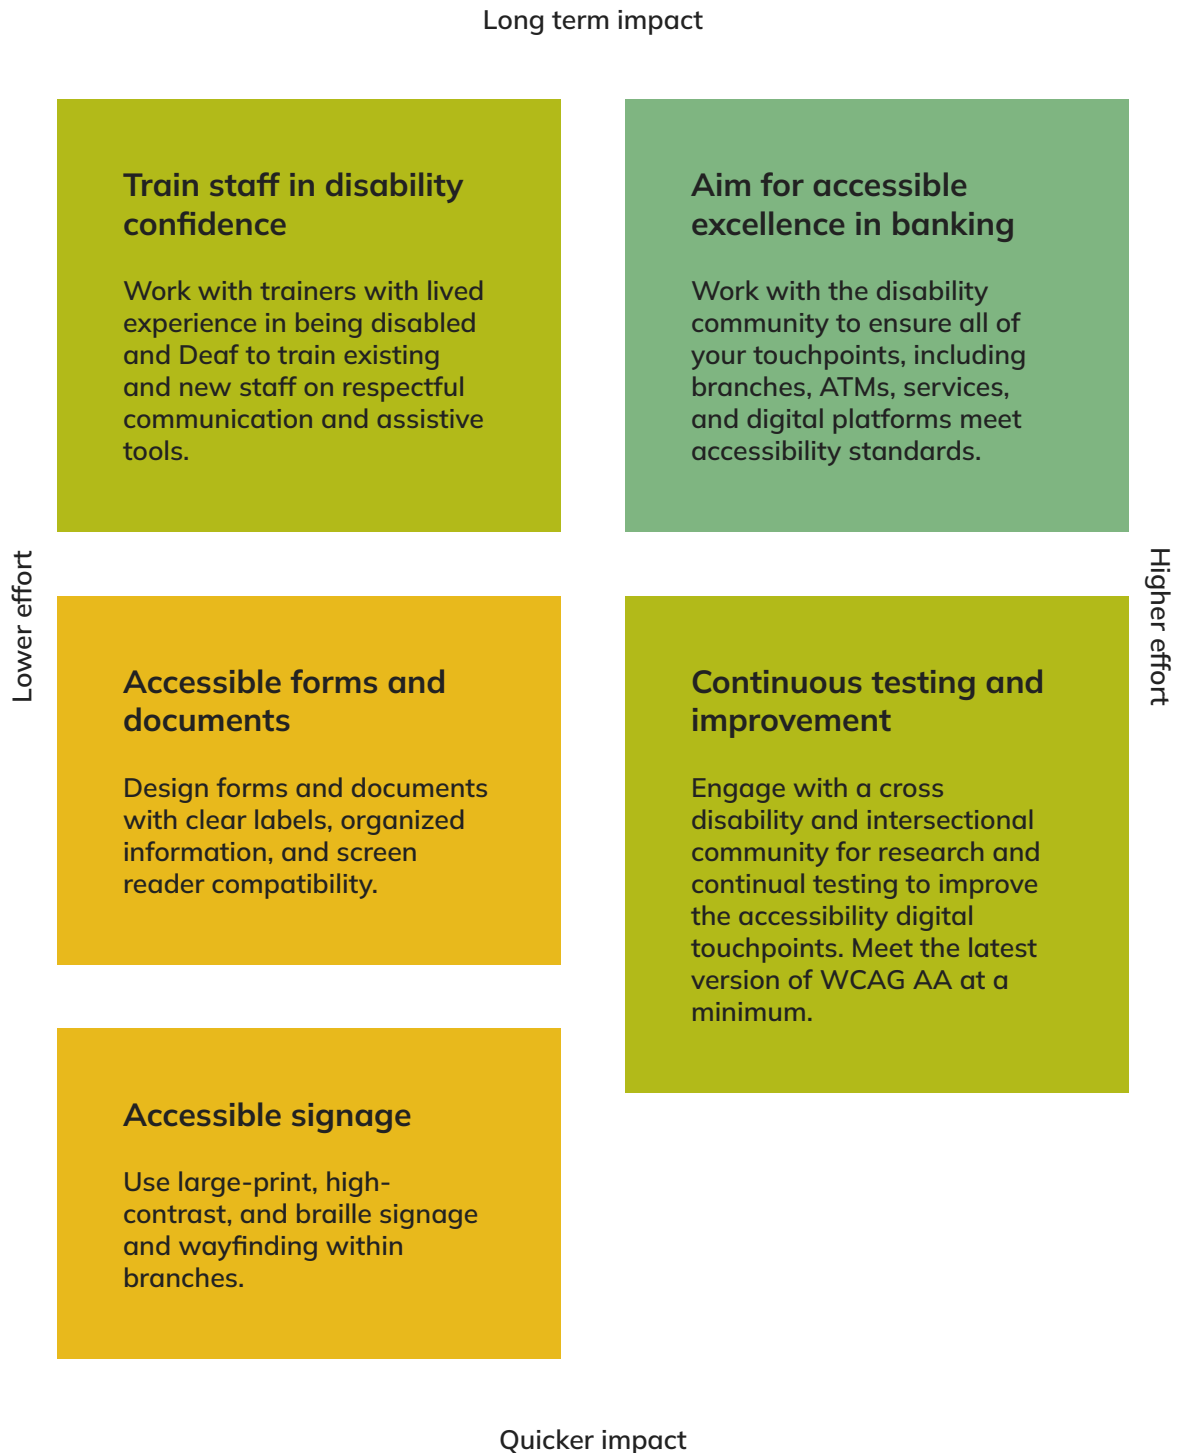 Long term impact
Train staff in disability
confidence
Work with trainers with lived
experience in being disabled
and Deaf to train existing
and new staff on respectful
communication and assistive
tools.
Aim for accessible
excellence in banking
Work with the disability
community to ensure all of
your touchpoints, including
branches, ATMs, services,
and digital platforms meet
accessibility standards.
Lower effort
Higher effort
Accessible forms and
documents
Design forms and documents
with clear labels, organized
information, and screen
reader compatibility.
Continuous testing and
improvement
Engage with a cross
disability and intersectional
community for research and
continual testing to improve
the accessibility digital
touchpoints. Meet the latest
version of WCAG AA at a
minimum.
Accessible signage
Use large-print, high-
contrast, and braille signage
and wayfinding within
branches.
Quicker impact